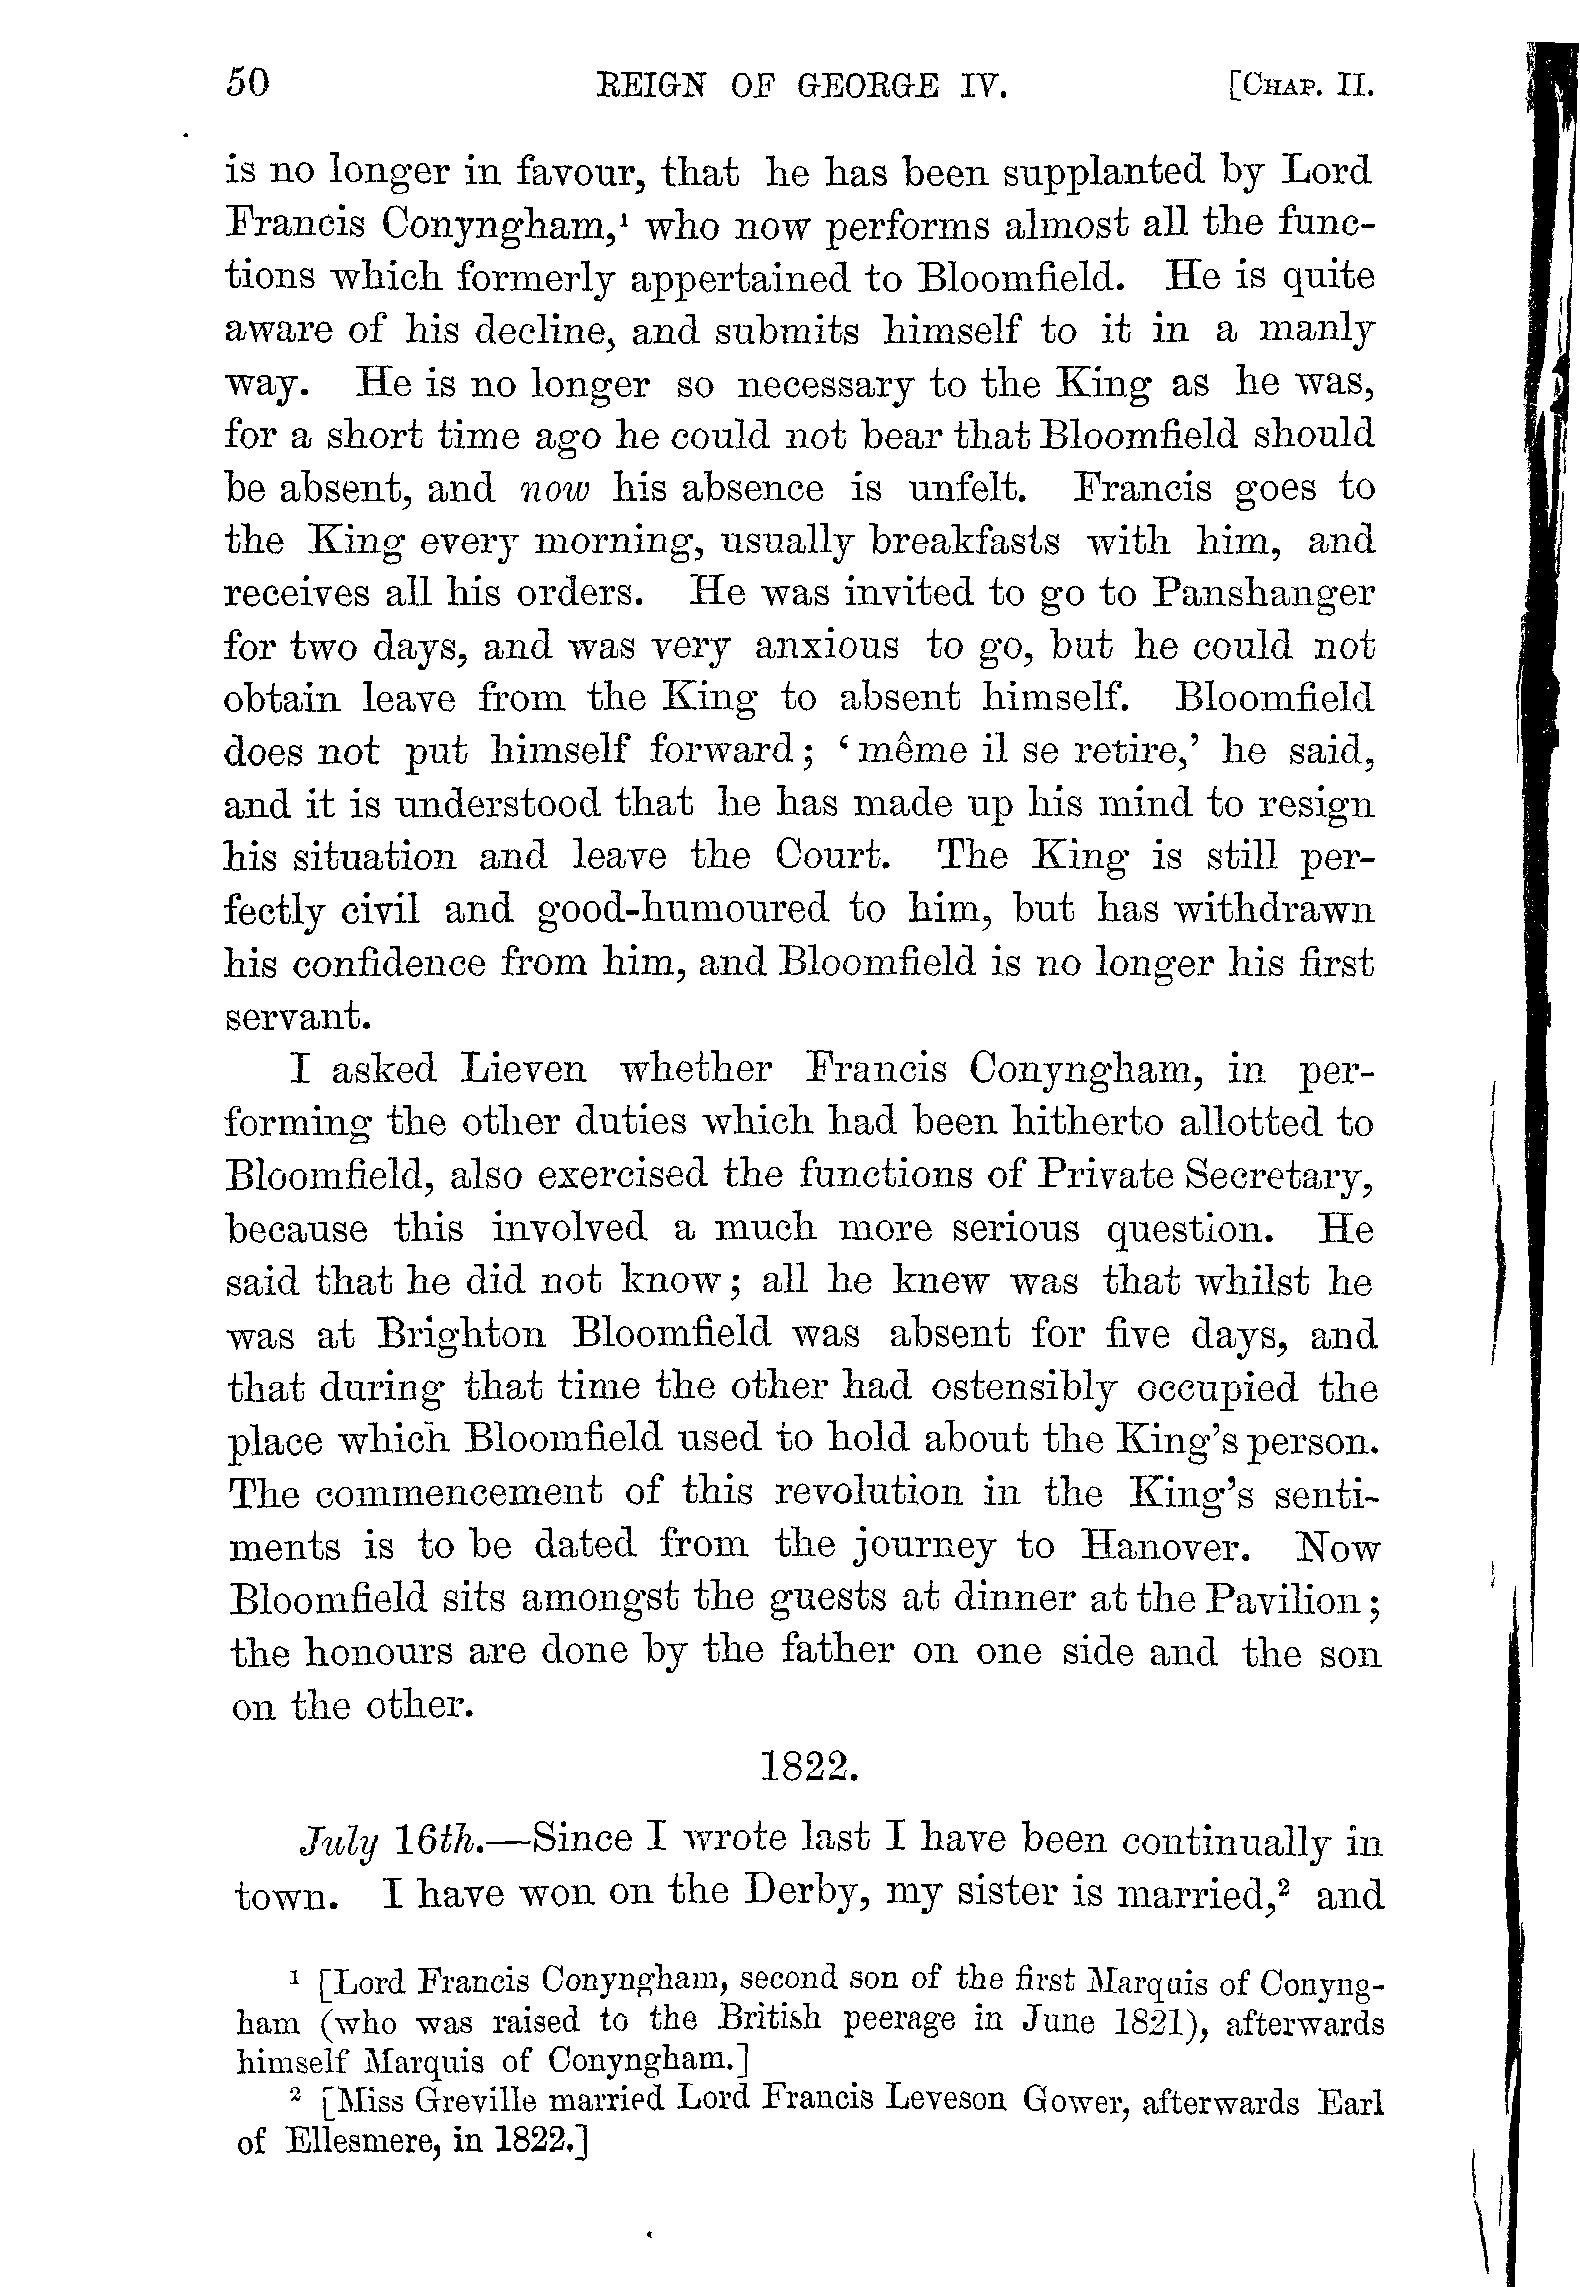 50 REIGN OF GEORGE IV. [CHAP. II.
is no longer in favour, that he has been supplanted by Lord
Francis Conyngham,¹ who now performs almost all the func-
tions which formerly appertained to Bloomfield. He is quite
aware of his decline, and submits himself to it in a manly
way. He is no longer so necessary to the King as he was,
for a short time ago he could not bear that Bloomfield should
be absent, and now his absence is unfelt. Francis goes to
the King every morning, usually breakfasts with him, and
receives all his orders. He was invited to go to Panshanger
for two days, and was very anxious to go, but he could not
obtain leave from the King to absent himself. Bloomfield
does not put himself forward; ‘même il se retire,’ he said,
and it is understood that he has made up his mind to resign
his situation and leave the Court. The King is still per-
fectly civil and good-humoured to him, but has withdrawn
his confidence from him, and Bloomfield is no longer his first
servant.
I asked Lieven whether Francis Conyngham, in per-
forming the other duties which had been hitherto allotted to
Bloomfield, also exercised the functions of Private Secretary,
because this involved a much more serious question. He
said that he did not know; all he knew was that whilst he
was at Brighton Bloomfield was absent for five days, and
that during that time the other had ostensibly occupied the
place which Bloomfield used to hold about the King’s person.
The commencement of this revolution in the King’s senti-
ments is to be dated from the journey to Hanover. Now
Bloomfield sits amongst the guests at dinner at the Pavilion;
the honours are done by the father on one side and the son
on the other.
1822.
July 16th.—Since I wrote last I have been continually in
town. I have won on the Derby, my sister is married,² and
¹ [Lord Francis Conyngham, second son of the first Marquis of Conyng-
ham (who was raised to the British peerage in June 1821), afterwards
himself Marquis of Conyngham.]
² [Miss Greville married Lord Francis Leveson Gower, afterwards Earl
of Ellesmere, in 1822.]